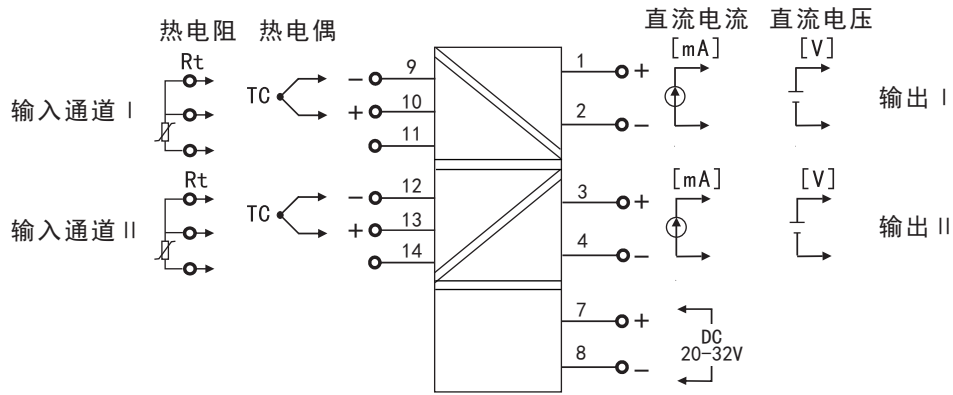 热电阻 热电偶 直流电流 直流电压
Rt [mA] [V]
9 1 +
输入通道 I TC − 10 输出 I
+ 2 −
11
Rt 12 [mA] [V]
TC − 3 +
输入通道 II + 13 输出 II
14 4 −
7 +
DC
20-32V
8 −